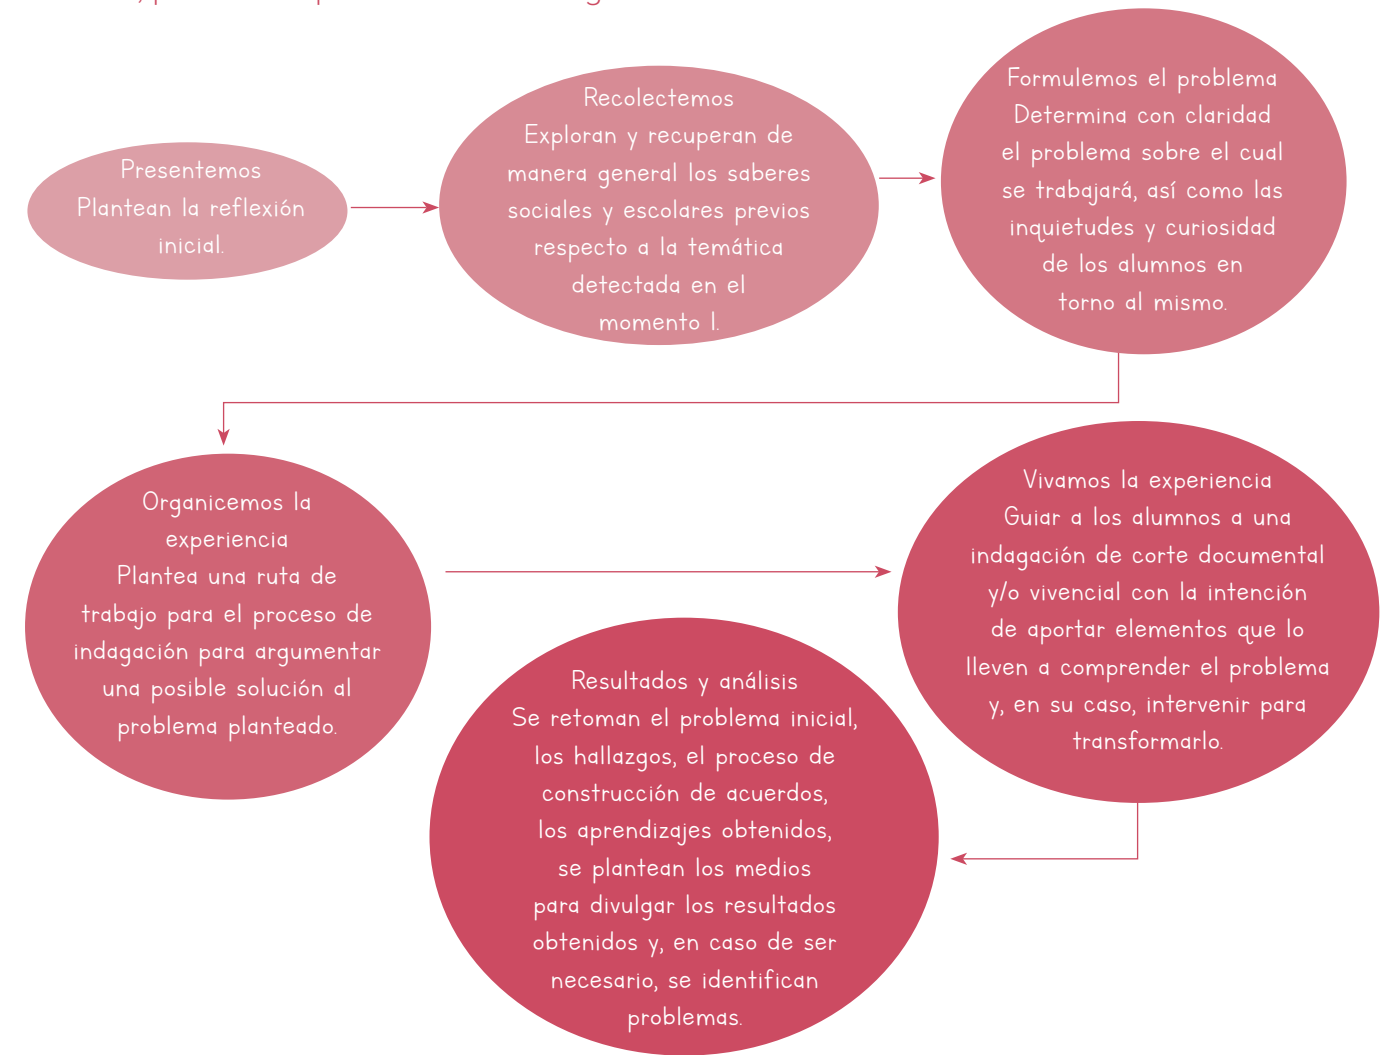 Presentemos
Plantean la reflexión
inicial.
Recolectemos
Exploran y recuperan de
manera general los saberes
sociales y escolares previos
respecto a la temática
detectada en el
momento 1.
Formulemos el problema
Determina con claridad
el problema sobre el cual
se trabajará, así como las
inquietudes y curiosidad
de los alumnos en
torno al mismo.
Organicemos la
experiencia
Plantea una ruta de
trabajo para el proceso de
indagación para argumentar
una posible solución al
problema planteado.
Vivamos la experiencia
Guiar a los alumnos a una
indagación de corte documental
y/o vivencial con la intención
de aportar elementos que lo
lleven a comprender el problema
y, en su caso, intervenir para
transformarlo.
Resultados y análisis
Se retoman el problema inicial,
los hallazgos, el proceso de
construcción de acuerdos,
los aprendizajes obtenidos,
se plantean los medios
para divulgar los resultados
obtenidos y, en caso de ser
necesario, se identifican
problemas.